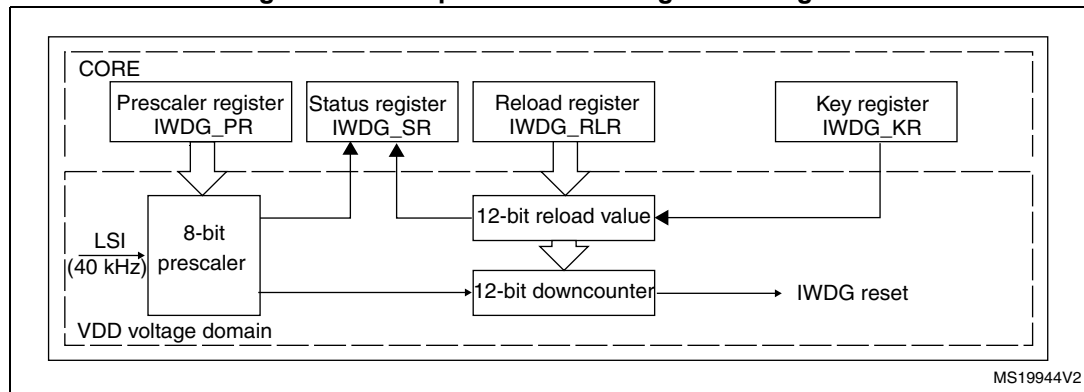 CORE
Prescaler register
IWDG_PR
Status register
IWDG_SR
Reload register
IWDG_RLR
Key register
IWDG_KR
LSI
(40 kHz)
8-bit
prescaler
12-bit reload value
12-bit downcounter
IWDG reset
VDD voltage domain
MS19944V2